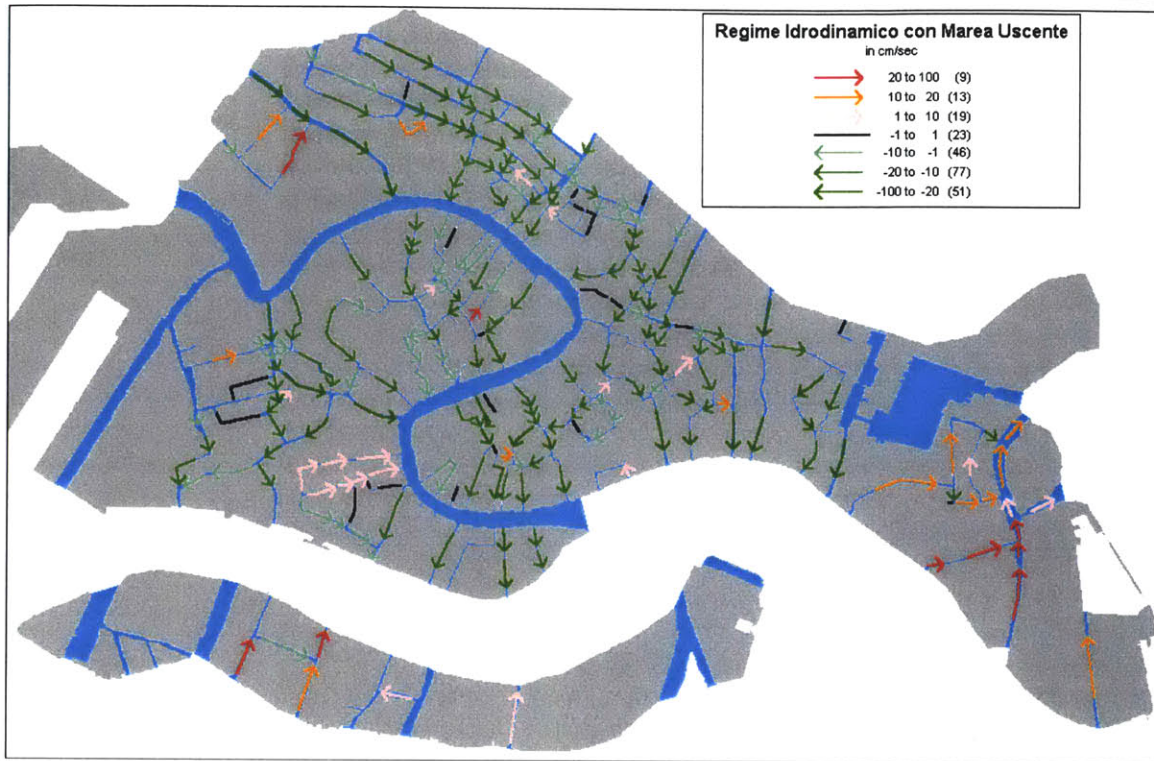 Regime Idrodinamico con Marea Uscente
in cm/sec
20 to 100 (9)
10 to 20 (13)
1 to 10 (19)
-1 to 1 (23)
-10 to -1 (46)
-20 to -10 (77)
-100 to -20 (51)